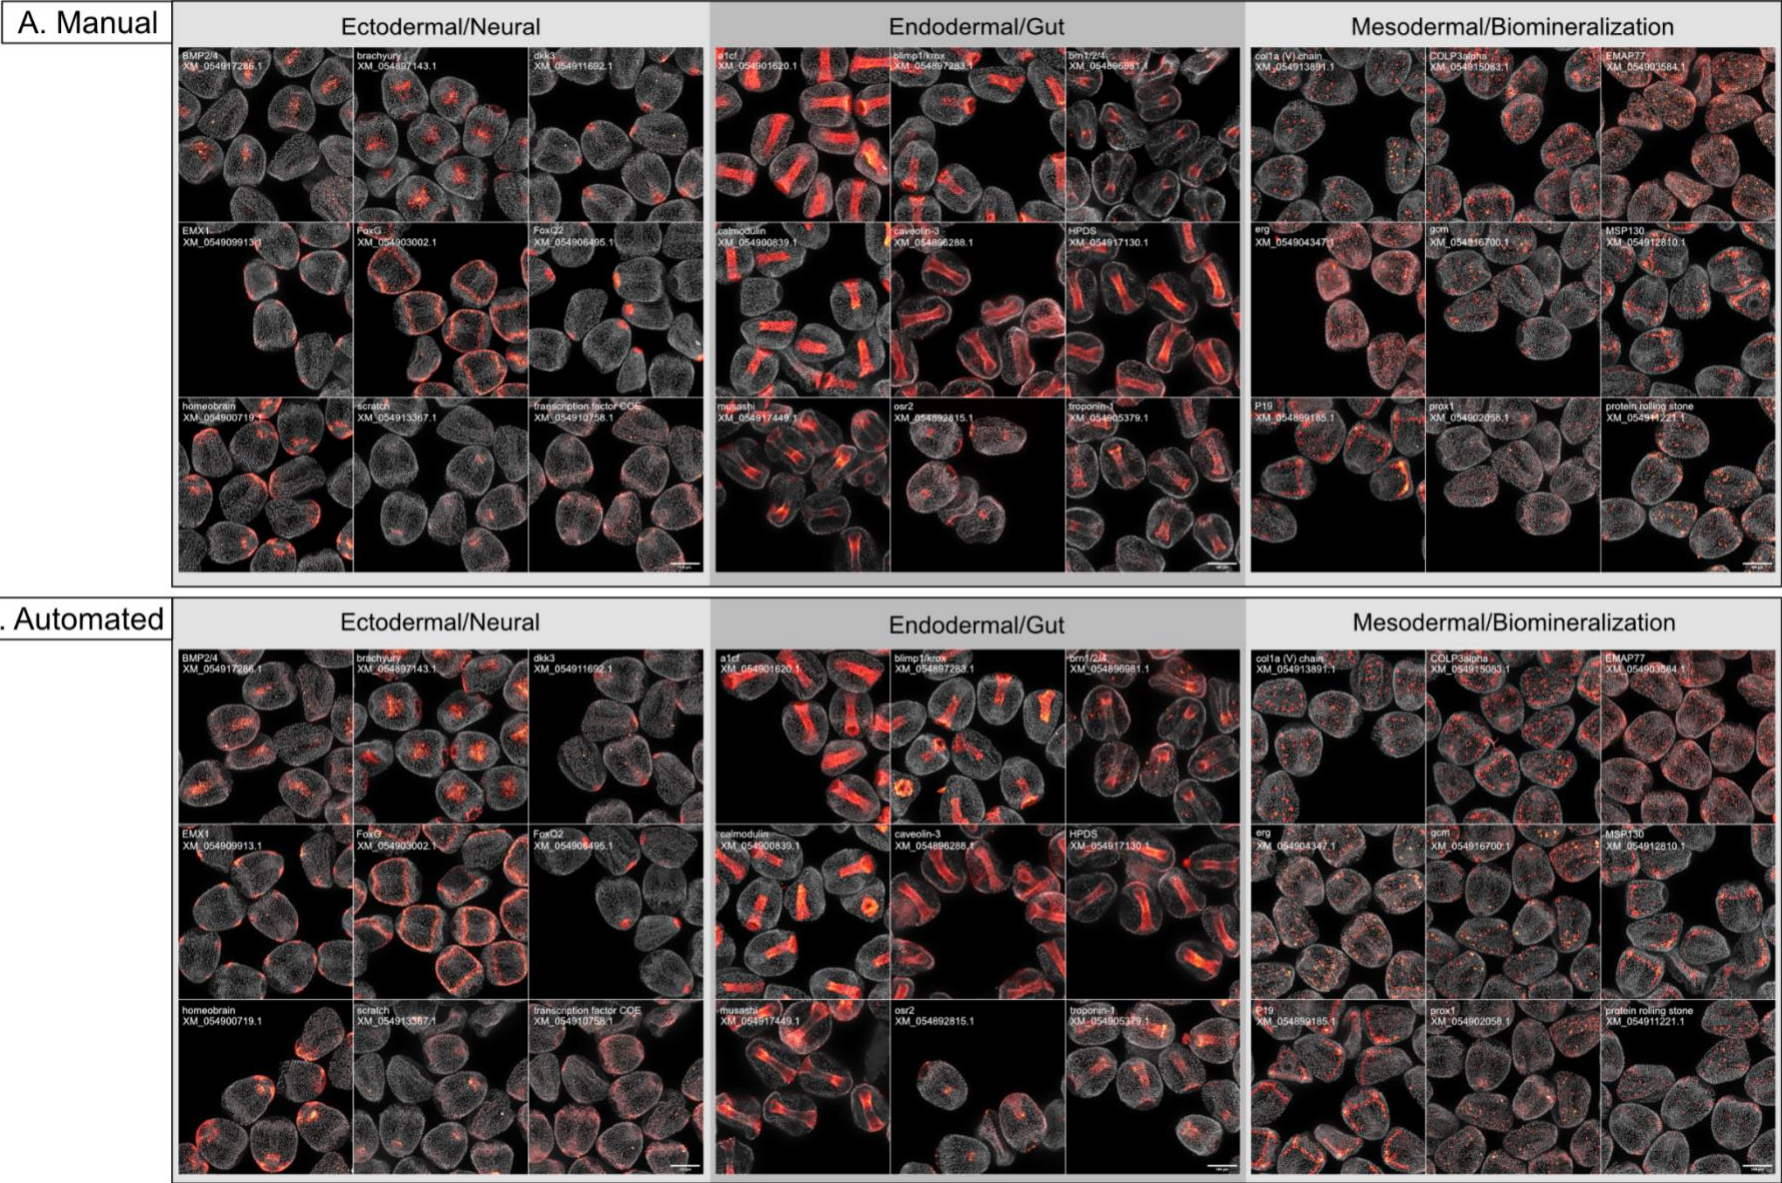 A. Manual
Ectodermal/Neural
Endodermal/Gut
Mesodermal/Biomineralization
BMP2/4
XM_054917286.1
brachyury
XM_054897143.1
dkk3
XM_054911692.1
a1cf
XM_054901620.1
blimp1/krox
XM_054897283.1
brn1/2/4
XM_054896981.1
col1a (V) chain
XM_054913891.1
COLP3alpha
XM_054915083.1
EMAP77
XM_054903584.1
EMX1
XM_054909913.1
FoxG
XM_054903002.1
FoxQ2
XM_054906495.1
calmodulin
XM_054900839.1
caveolin-3
XM_054896288.1
HPDS
XM_054917130.1
erg
XM_054904347.1
gcm
XM_054916700.1
MSP130
XM_054912810.1
homeobrain
XM_054900719.1
scratch
XM_054913367.1
transcription factor COE
XM_054910758.1
musashi
XM_054917449.1
osr2
XM_054892815.1
troponin-1
XM_054905379.1
P19
XM_054899185.1
prox1
XM_054902058.1
protein rolling stone
XM_054911221.1
. Automated
Ectodermal/Neural
Endodermal/Gut
Mesodermal/Biomineralization
BMP2/4
XM_054917286.1
brachyury
XM_054897143.1
dkk3
XM_054911692.1
a1cf
XM_054901620.1
blimp1/krox
XM_054897283.1
brn1/2/4
XM_054896981.1
col1a (V) chain
XM_054913891.1
COLP3alpha
XM_054915083.1
EMAP77
XM_054903584.1
EMX1
XM_054909913.1
FoxG
XM_054903002.1
FoxQ2
XM_054906495.1
calmodulin
XM_054900839.1
caveolin-3
XM_054896288.1
HPDS
XM_054917130.1
erg
XM_054904347.1
gcm
XM_054916700.1
MSP130
XM_054912810.1
homeobrain
XM_054900719.1
scratch
XM_054913367.1
transcription factor COE
XM_054910758.1
musashi
XM_054917449.1
osr2
XM_054892815.1
troponin-1
XM_054905379.1
P19
XM_054899185.1
prox1
XM_054902058.1
protein rolling stone
XM_054911221.1